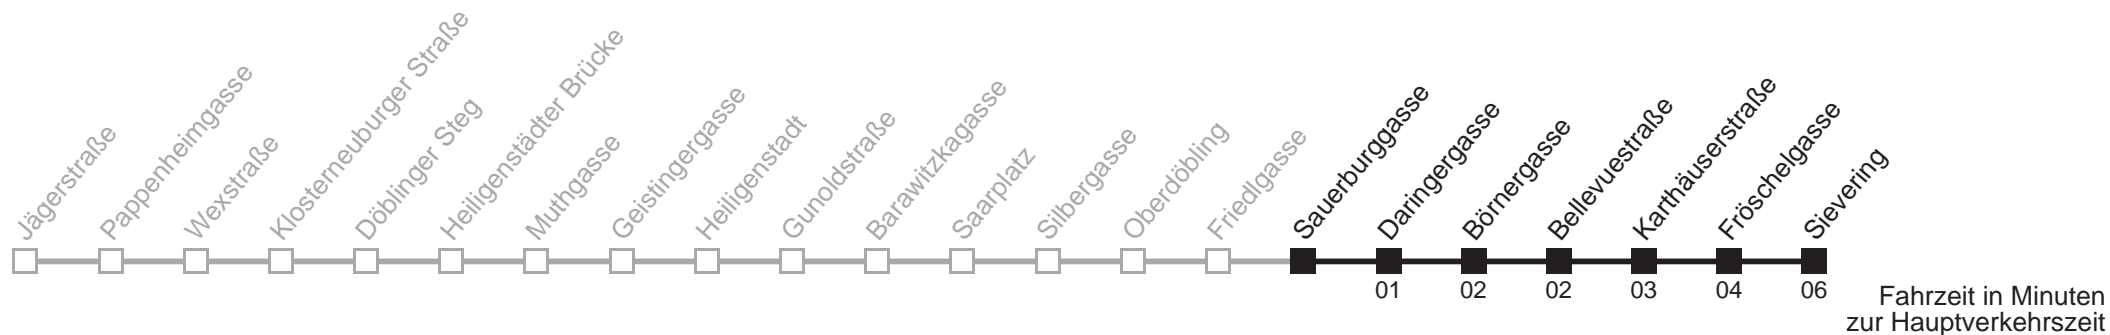 Jägerstraße
Pappenheimgasse
Wexstraße
Klosterneuburger Straße
Döblinger Steg
Heiligenstädter Brücke
Muthgasse
Geistingergasse
Heiligenstadt
Gunoldstraße
Barawitzkagasse
Saarplatz
Silbergasse
Oberdöbling
Friedlgasse
Sauerburggasse
Daringergasse
Börnergasse
Bellevuestraße
Karthäuserstraße
Fröschelgasse
Sievering
01 02 02 03 04 06
Fahrzeit in Minuten
zur Hauptverkehrszeit